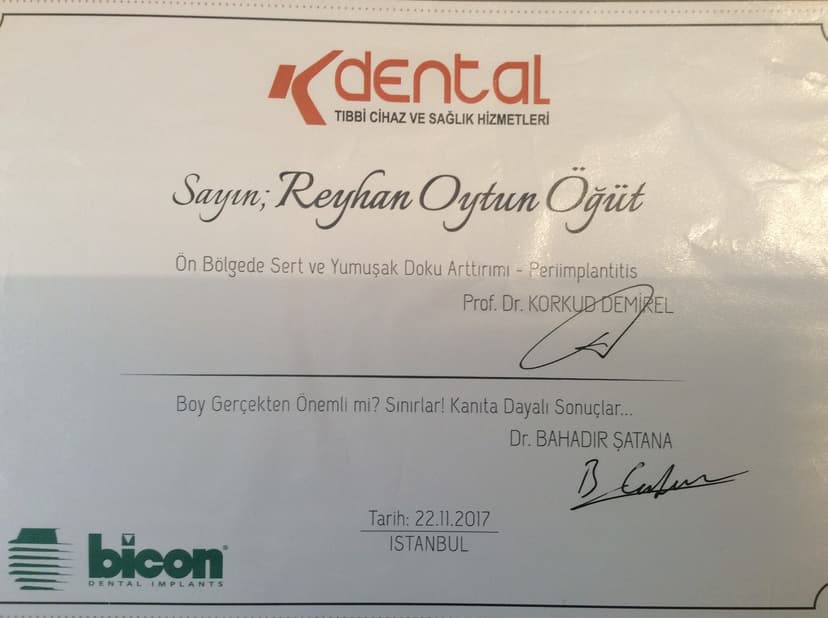 Kdental
TIBBİ CİHAZ VE SAĞLIK HİZMETLERİ
Sayın; Reyhan Oytun Öğüt
Ön Bölgede Sert ve Yumuşak Doku Arttırımı - Periimplantitis
Prof. Dr. KORKUD DEMİREL
Boy Gerçekten Önemli mi? Sınırlar! Kanıta Dayalı Sonuçlar...
Dr. BAHADIR ŞATANA
Tarih: 22.11.2017
ISTANBUL
bicon®
DENTAL IMPLANTS